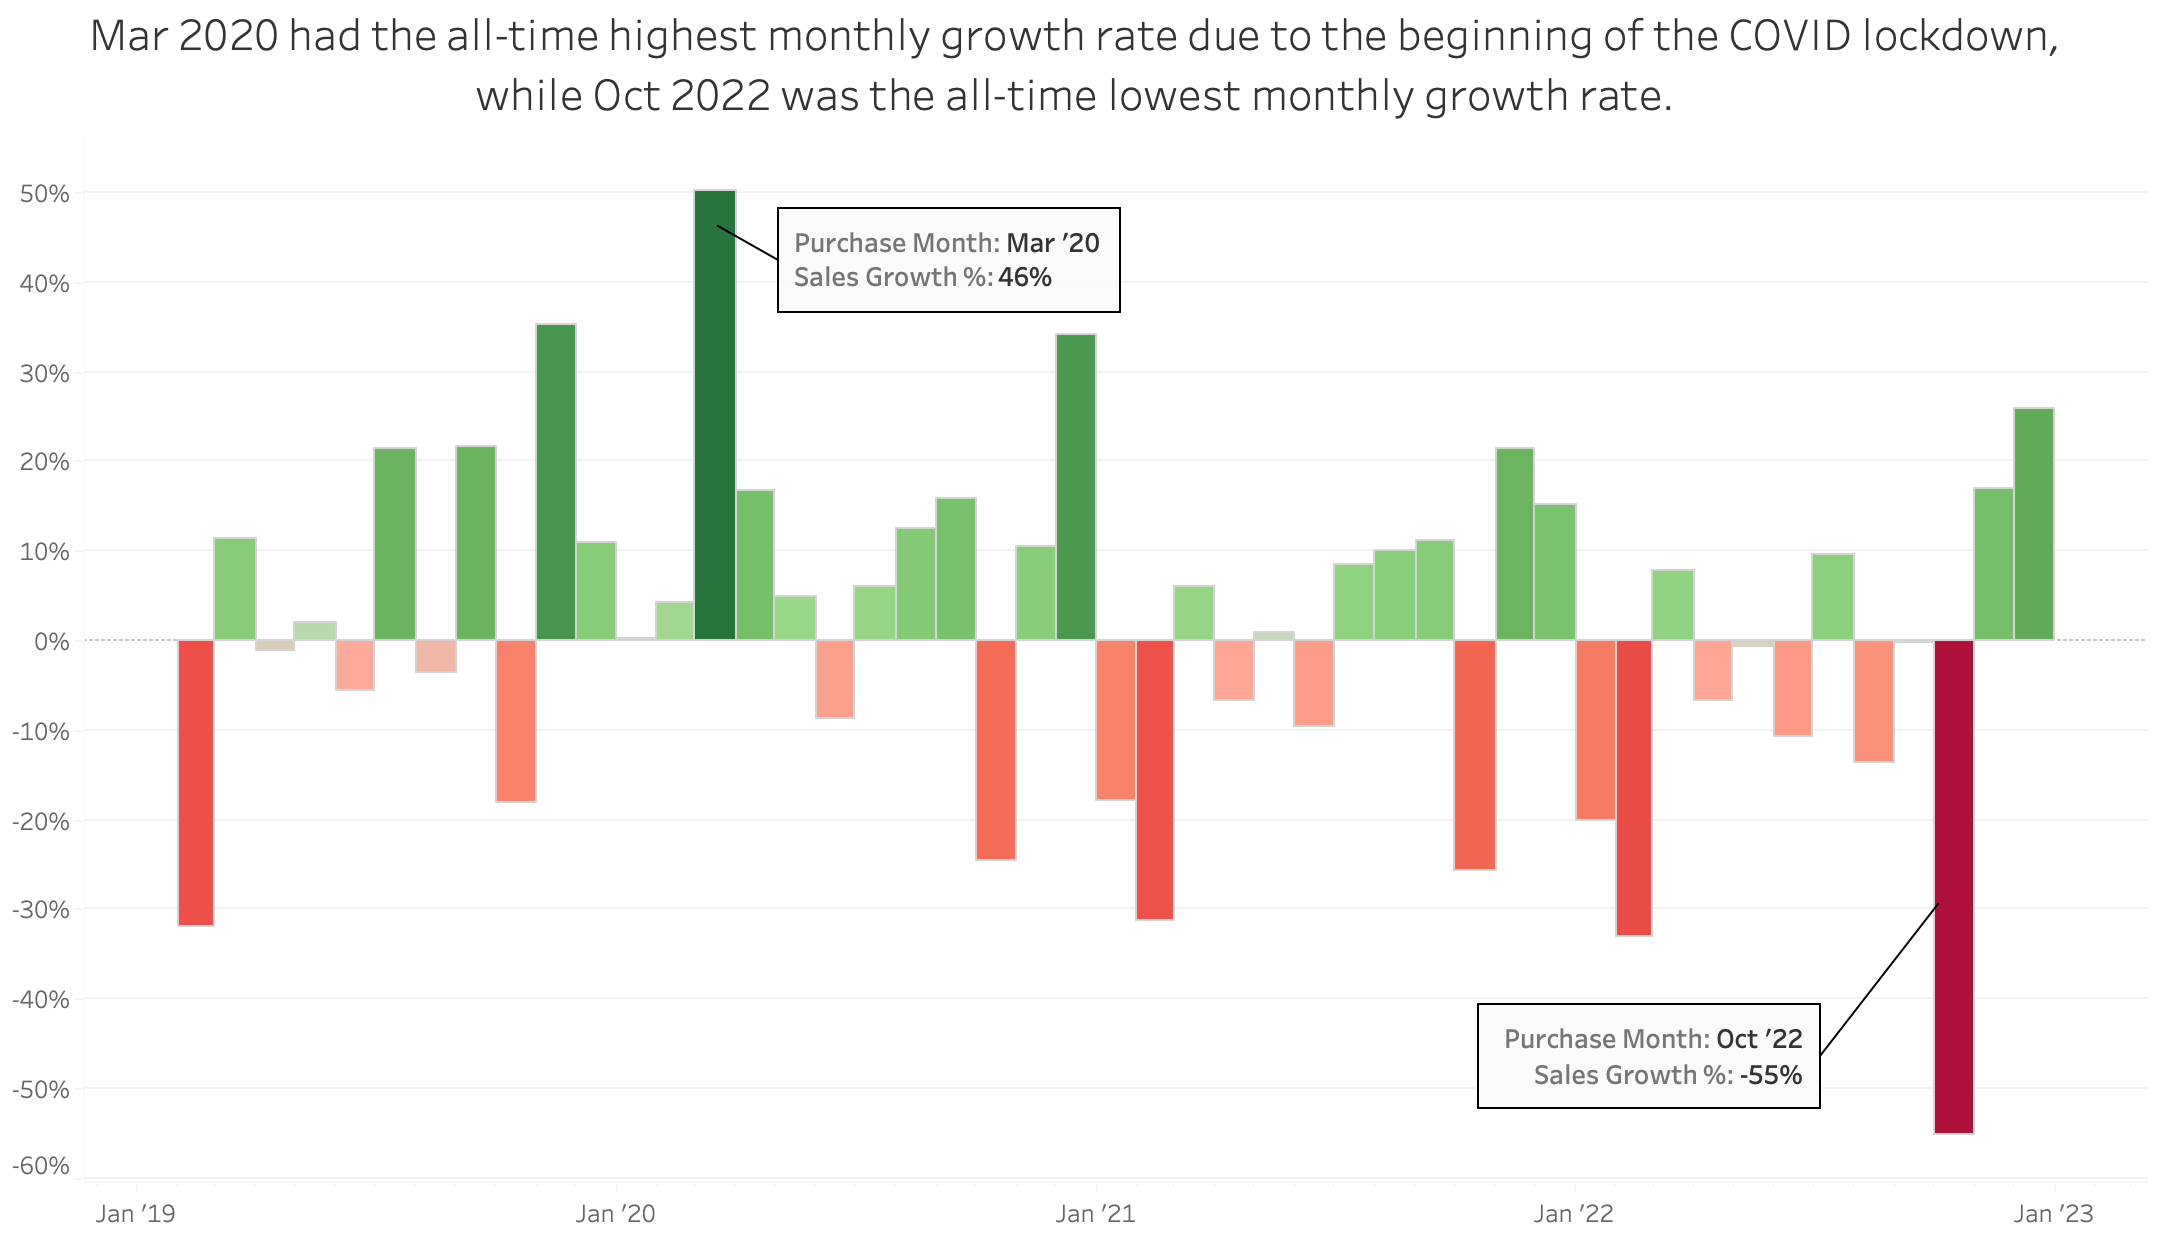 Mar 2020 had the all-time highest monthly growth rate due to the beginning of the COVID lockdown,
while Oct 2022 was the all-time lowest monthly growth rate.
50%
40%
30%
20%
10%
0%
-10%
-20%
-30%
-40%
-50%
-60%
Purchase Month: Mar ’20
Sales Growth %: 46%
Purchase Month: Oct ’22
Sales Growth %: -55%
Jan ’19
Jan ’20
Jan ’21
Jan ’22
Jan ’23